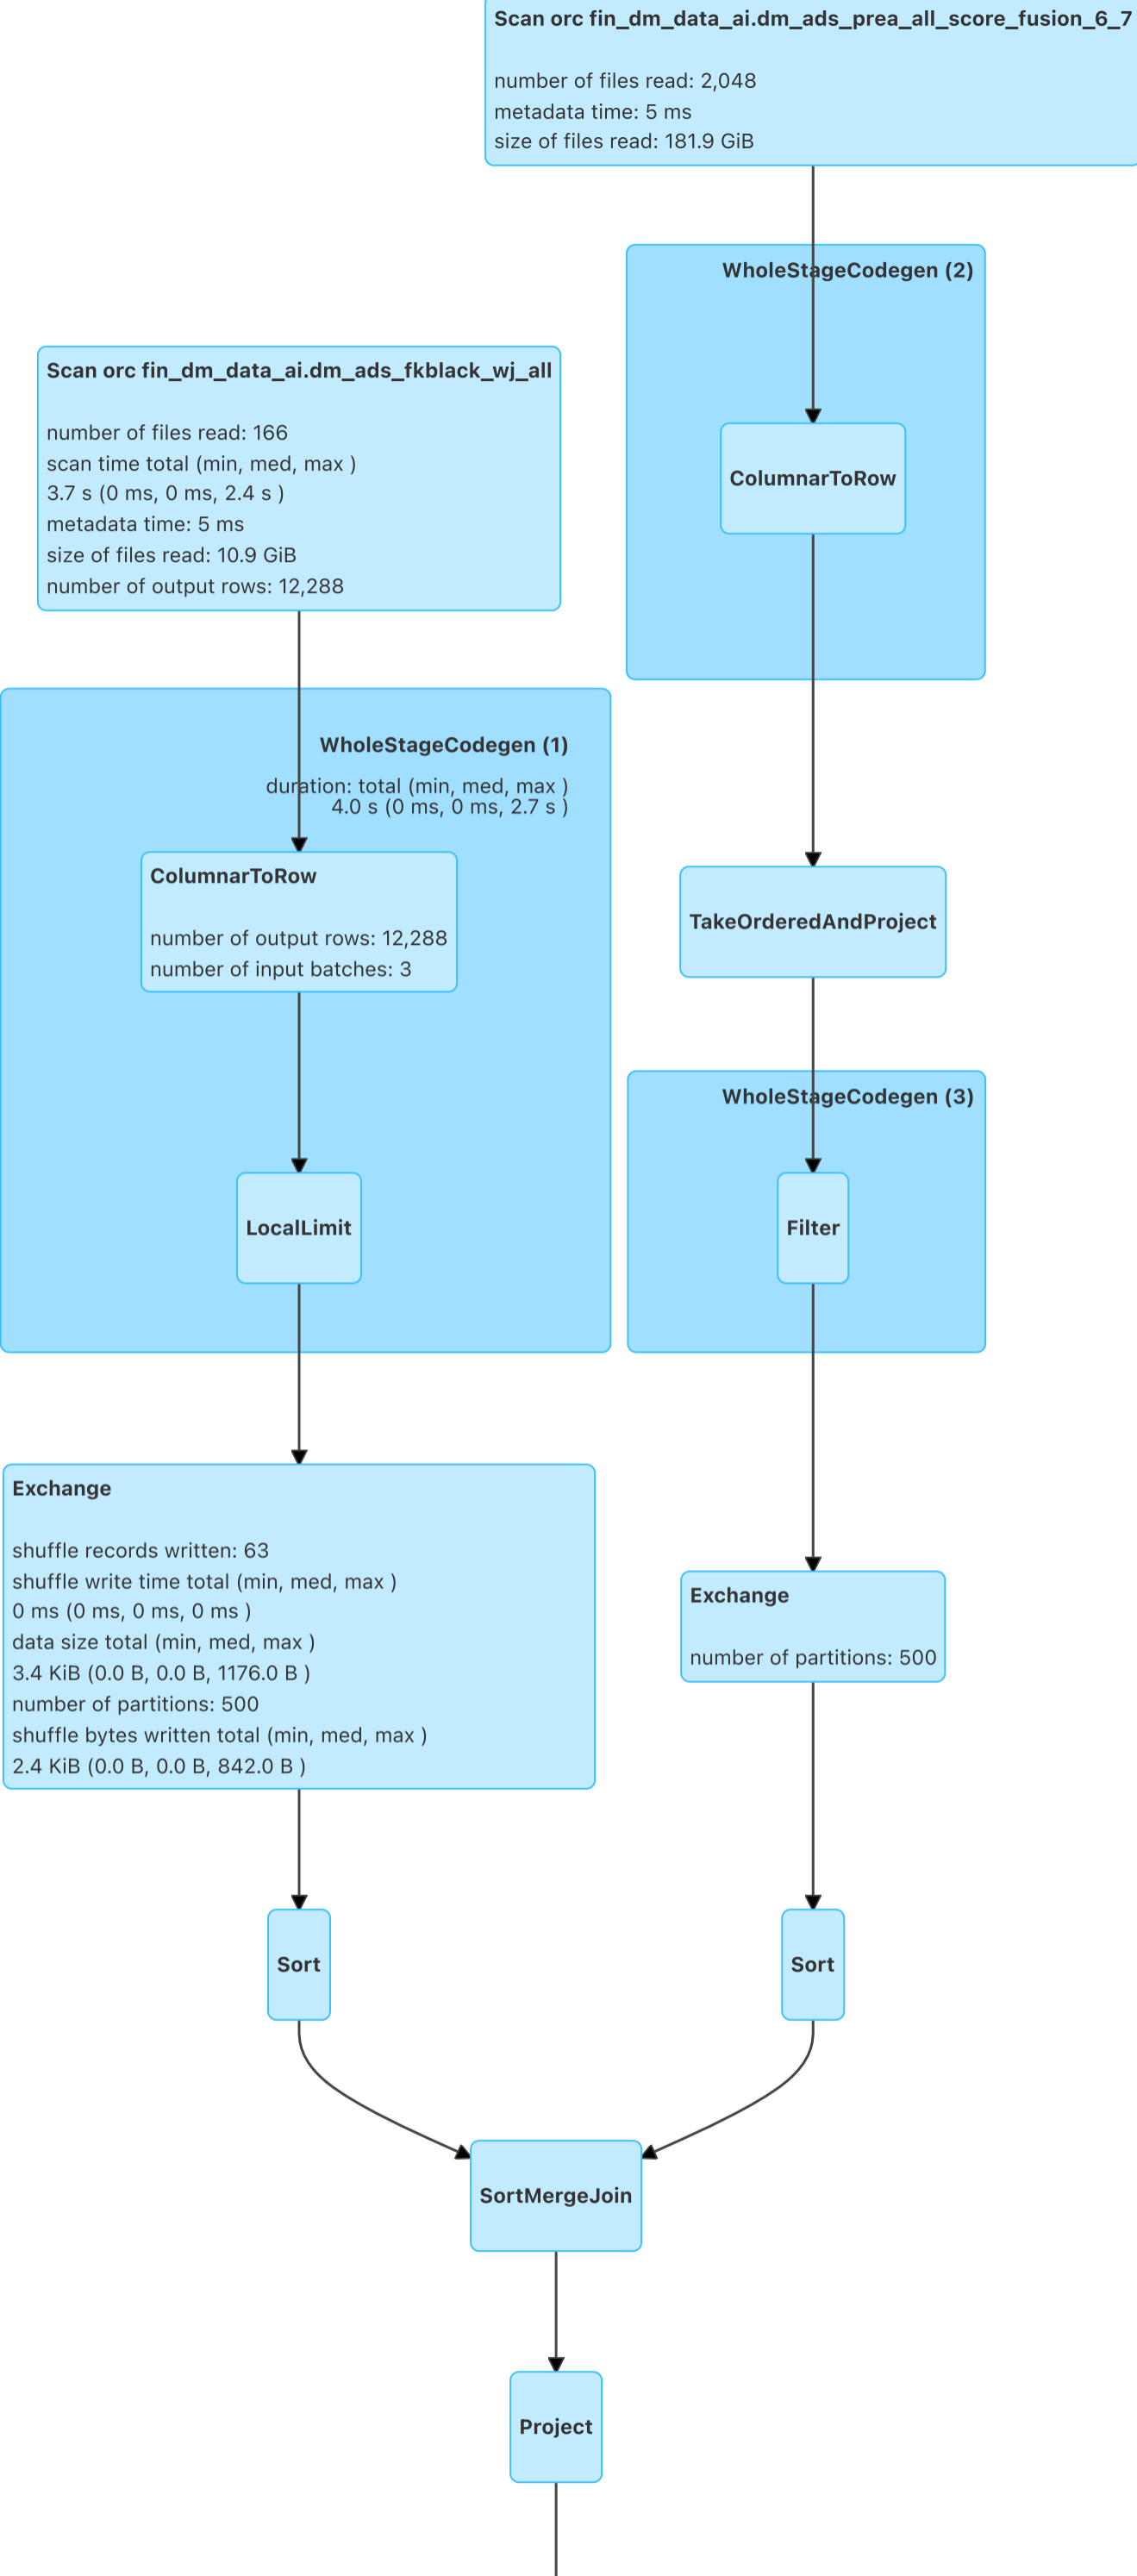 Scan orc fin_dm_data_ai.dm_ads_prea_all_score_fusion_6_7
number of files read: 2,048
metadata time: 5 ms
size of files read: 181.9 GiB
WholeStageCodegen (2)
ColumnarToRow
Scan orc fin_dm_data_ai.dm_ads_fkblack_wj_all
number of files read: 166
scan time total (min, med, max )
3.7 s (0 ms, 0 ms, 2.4 s )
metadata time: 5 ms
size of files read: 10.9 GiB
number of output rows: 12,288
WholeStageCodegen (1)
duration: total (min, med, max )
4.0 s (0 ms, 0 ms, 2.7 s )
ColumnarToRow
number of output rows: 12,288
number of input batches: 3
TakeOrderedAndProject
WholeStageCodegen (3)
LocalLimit
Filter
Exchange
shuffle records written: 63
shuffle write time total (min, med, max )
0 ms (0 ms, 0 ms, 0 ms )
data size total (min, med, max )
3.4 KiB (0.0 B, 0.0 B, 1176.0 B )
number of partitions: 500
shuffle bytes written total (min, med, max )
2.4 KiB (0.0 B, 0.0 B, 842.0 B )
Exchange
number of partitions: 500
Sort
Sort
SortMergeJoin
Project